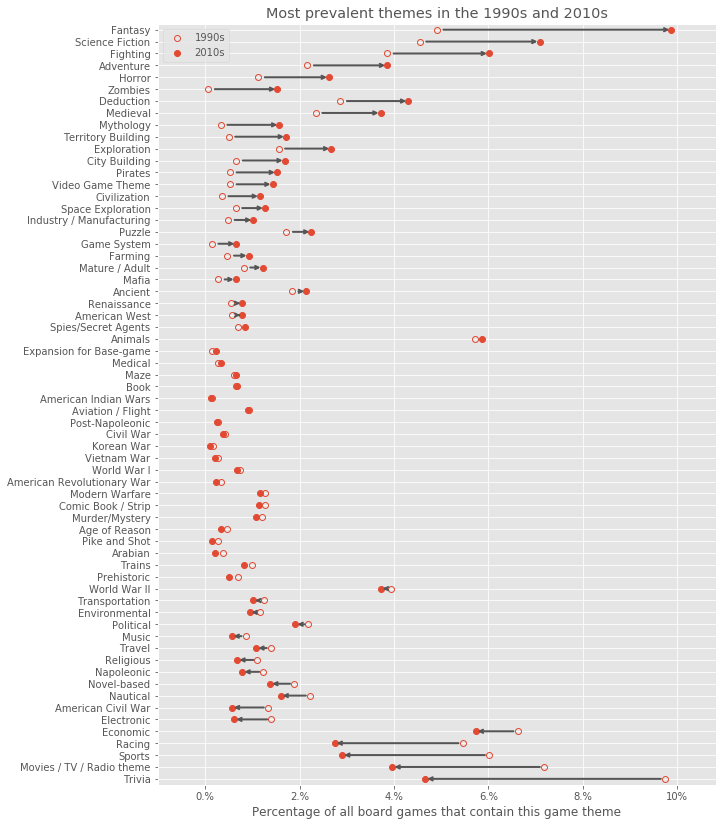 Most prevalent themes in the 1990s and 2010s
1990s
2010s
Fantasy
Science Fiction
Fighting
Adventure
Horror
Zombies
Deduction
Medieval
Mythology
Territory Building
Exploration
City Building
Pirates
Video Game Theme
Civilization
Space Exploration
Industry / Manufacturing
Puzzle
Game System
Farming
Mature / Adult
Mafia
Ancient
Renaissance
American West
Spies/Secret Agents
Animals
Expansion for Base-game
Medical
Maze
Book
American Indian Wars
Aviation / Flight
Post-Napoleonic
Civil War
Korean War
Vietnam War
World War I
American Revolutionary War
Modern Warfare
Comic Book / Strip
Murder/Mystery
Age of Reason
Pike and Shot
Arabian
Trains
Prehistoric
World War II
Transportation
Environmental
Political
Music
Travel
Religious
Napoleonic
Novel-based
Nautical
American Civil War
Electronic
Economic
Racing
Sports
Movies / TV / Radio theme
Trivia
0.% 2.% 4.% 6.% 8.% 10%
Percentage of all board games that contain this game theme